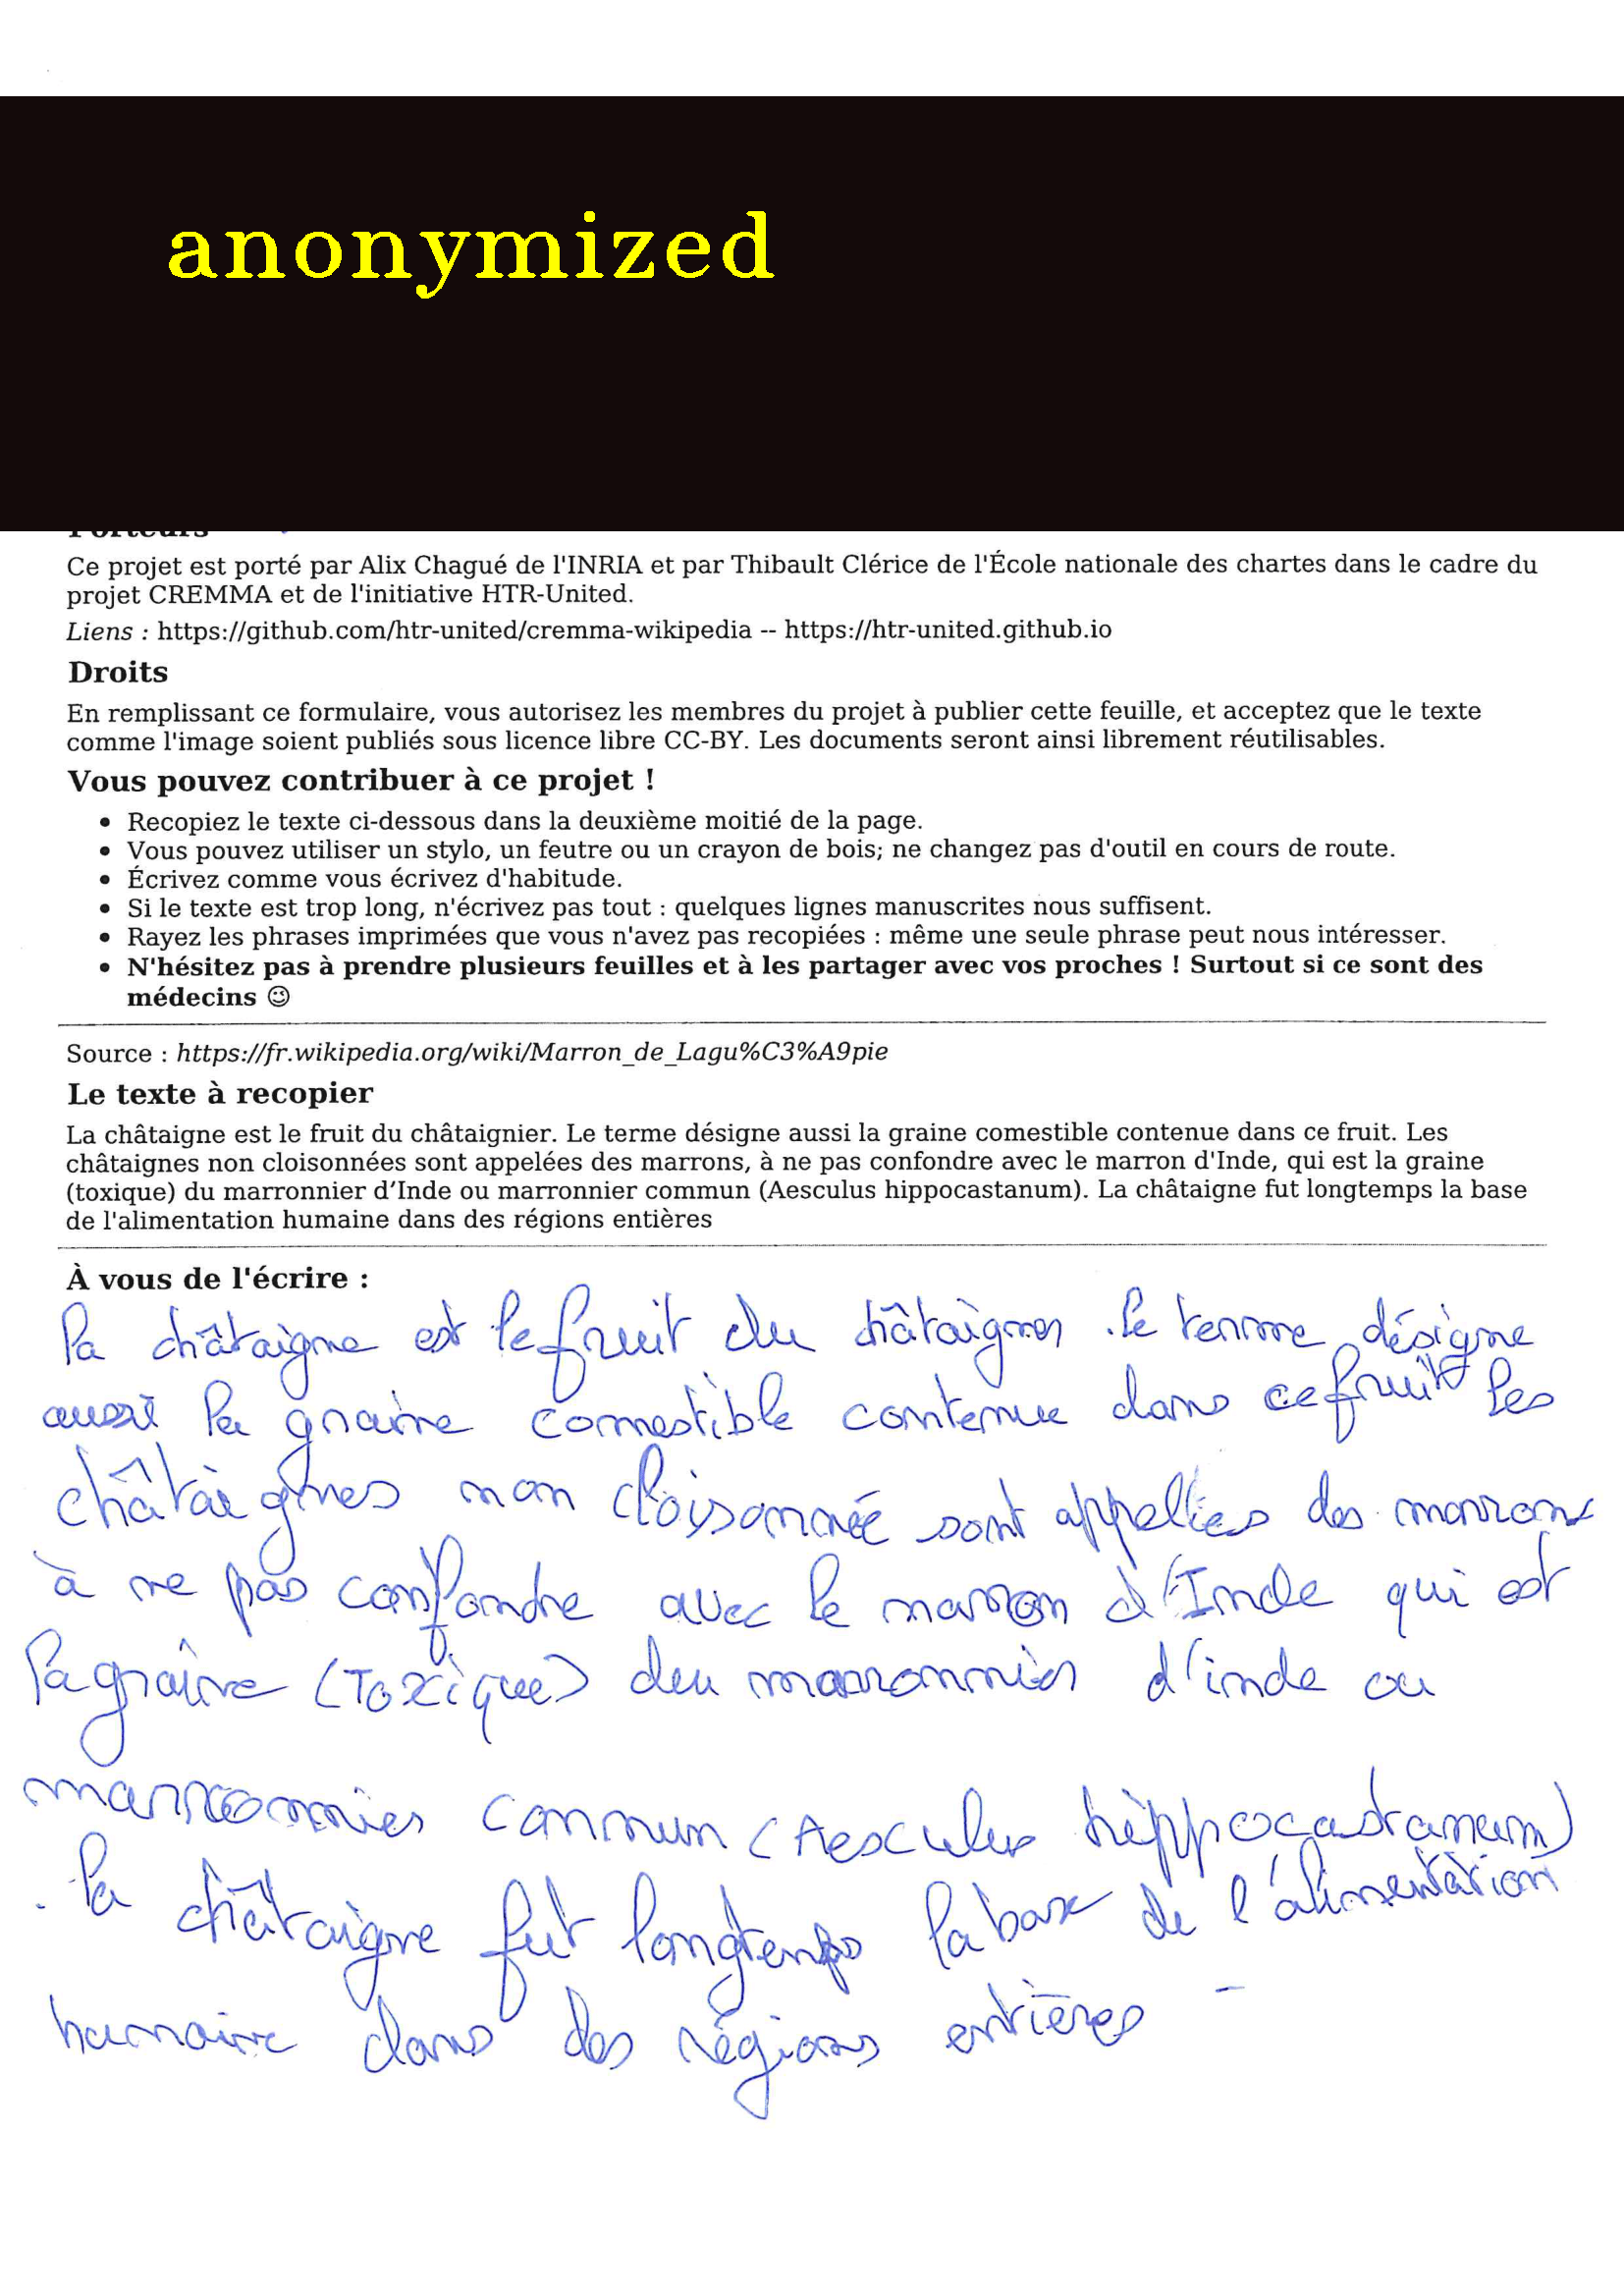 anonymized
Porteurs
Ce projet est porté par Alix Chagué de l'INRIA et par Thibault Clérice de l'École nationale des chartes dans le cadre du
projet CREMMA et de l'initiative HTR-United.
Liens : https://github.com/htr-united/cremma-wikipedia -- https://htr-united.github.io
Droits
En remplissant ce formulaire, vous autorisez les membres du projet à publier cette feuille, et acceptez que le texte
comme l'image soient publiés sous licence libre CC-BY. Les documents seront ainsi librement réutilisables.
Vous pouvez contribuer à ce projet !
• Recopiez le texte ci-dessous dans la deuxième moitié de la page.
• Vous pouvez utiliser un stylo, un feutre ou un crayon de bois; ne changez pas d'outil en cours de route.
• Écrivez comme vous écrivez d'habitude.
• Si le texte est trop long, n'écrivez pas tout : quelques lignes manuscrites nous suffisent.
• Rayez les phrases imprimées que vous n'avez pas recopiées : même une seule phrase peut nous intéresser.
• N'hésitez pas à prendre plusieurs feuilles et à les partager avec vos proches ! Surtout si ce sont des
médecins 😉
Source : https://fr.wikipedia.org/wiki/Marron_de_Lagu%C3%A9pie
Le texte à recopier
La châtaigne est le fruit du châtaignier. Le terme désigne aussi la graine comestible contenue dans ce fruit. Les
châtaignes non cloisonnées sont appelées des marrons, à ne pas confondre avec le marron d'Inde, qui est la graine
(toxique) du marronnier d’Inde ou marronnier commun (Aesculus hippocastanum). La châtaigne fut longtemps la base
de l'alimentation humaine dans des régions entières
À vous de l'écrire :
la châtaigne est le fruit du châtaigner . le terme désigne
aussi la graine comestible contenue dans ce fruit les
châtaignes non cloisonnée sont appellées des marrons
à ne pas confondre avec le marron d'Inde qui est
la graine (toxique) du marronnier d'inde ou
marronnier commun (Aesculus hippocastanum)
. la châtaigne fut longtemps la base de l'alimentation
humaine dans des régions entières -